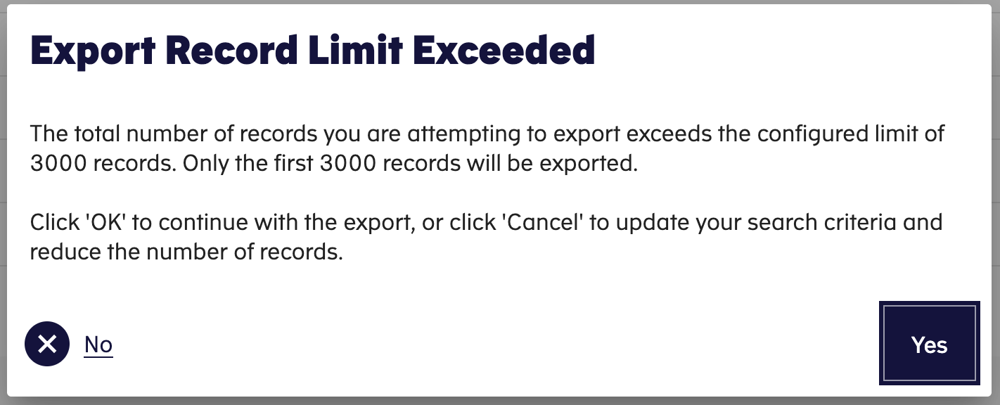 Export Record Limit Exceeded
The total number of records you are attempting to export exceeds the configured limit of
3000 records. Only the first 3000 records will be exported.
Click 'OK' to continue with the export, or click 'Cancel' to update your search criteria and
reduce the number of records.
No
Yes